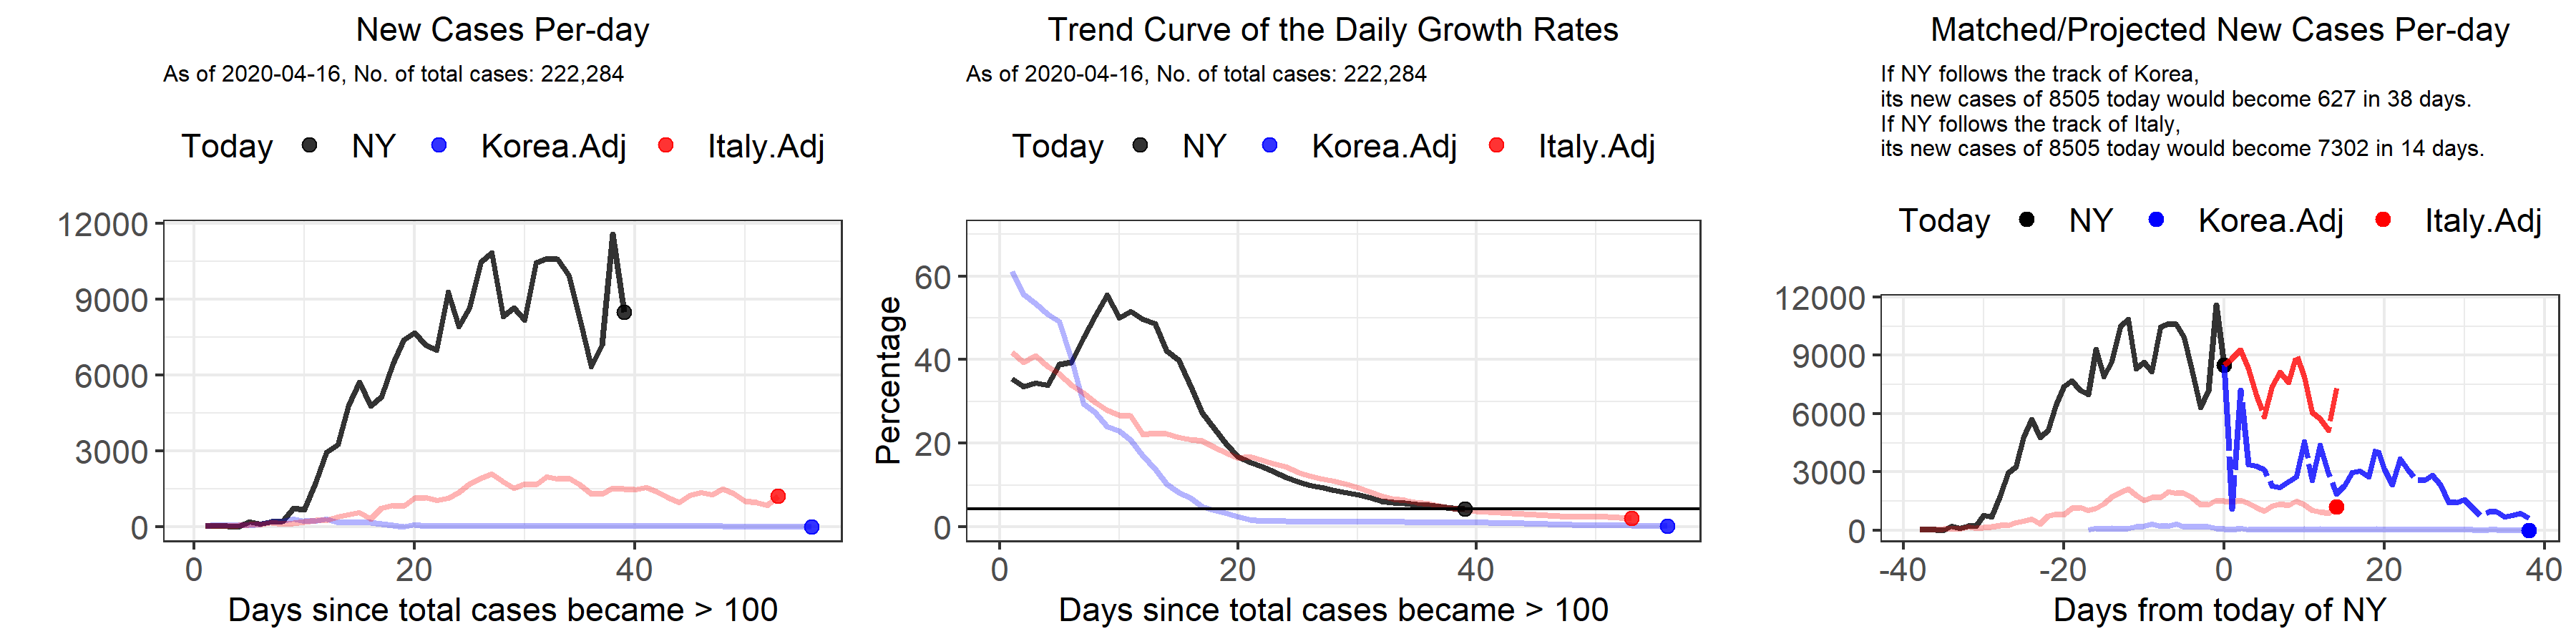 New Cases Per-day
As of 2020-04-16, No. of total cases: 222,284
Today NY Korea.Adj Italy.Adj
12000
9000
6000
3000
0
0 20 40
Days since total cases became > 100
Trend Curve of the Daily Growth Rates
As of 2020-04-16, No. of total cases: 222,284
Today NY Korea.Adj Italy.Adj
Percentage
60
40
20
0
0 20 40
Days since total cases became > 100
Matched/Projected New Cases Per-day
If NY follows the track of Korea,
its new cases of 8505 today would become 627 in 38 days.
If NY follows the track of Italy,
its new cases of 8505 today would become 7302 in 14 days.
Today NY Korea.Adj Italy.Adj
12000
9000
6000
3000
0
-40 -20 0 20 40
Days from today of NY